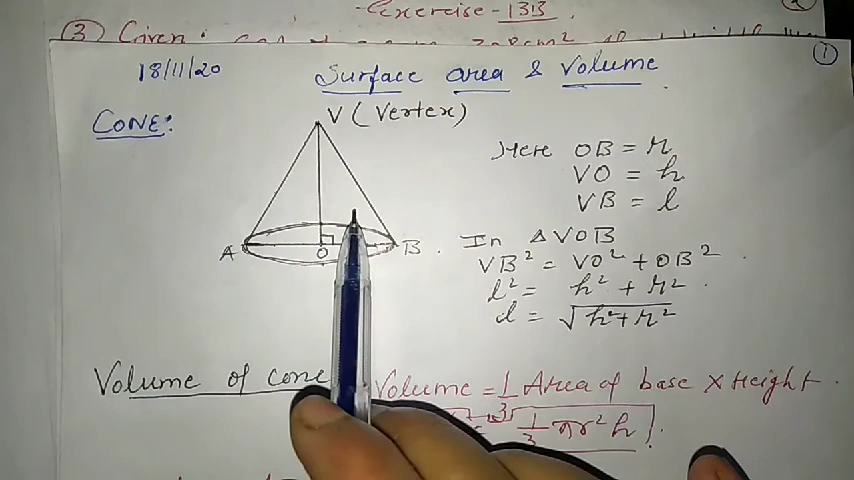 Exercise-13B
③ Given:
①
18/11/20
Surface area & Volume
CONE:
V (Vertex)
Here OB = r
VO = h
VB = l
A
O
B
In ΔVOB
VB² = VO² + OB²
l² = h² + r²
l = √h²+r²
Volume of cone
Volume = 1/3 Area of base × Height
= 1/3 πr²h